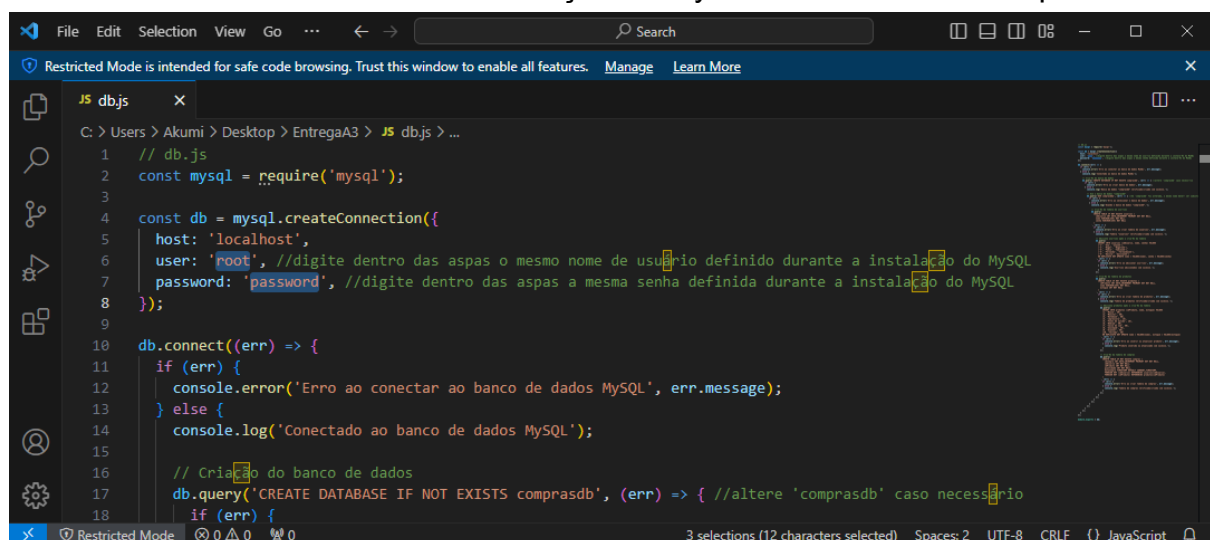 File Edit Selection View Go ··· ← → Search
Restricted Mode is intended for safe code browsing. Trust this window to enable all features. Manage Learn More
JS db.js
C: > Users > Akumi > Desktop > EntregaA3 > JS db.js > ...
1 // db.js
2 const mysql = require('mysql');
3
4 const db = mysql.createConnection({
5 host: 'localhost',
6 user: 'root', //digite dentro das aspas o mesmo nome de usuário definido durante a instalação do MySQL
7 password: 'password', //digite dentro das aspas a mesma senha definida durante a instalação do MySQL
8 });
9
10 db.connect((err) => {
11 if (err) {
12 console.error('Erro ao conectar ao banco de dados MySQL', err.message);
13 } else {
14 console.log('Conectado ao banco de dados MySQL');
15
16 // Criação do banco de dados
17 db.query('CREATE DATABASE IF NOT EXISTS comprasdb', (err) => { //altere 'comprasdb' caso necessário
18 if (err) {
Restricted Mode 0 0 0 3 selections (12 characters selected) Spaces: 2 UTF-8 CRLF {} JavaScript